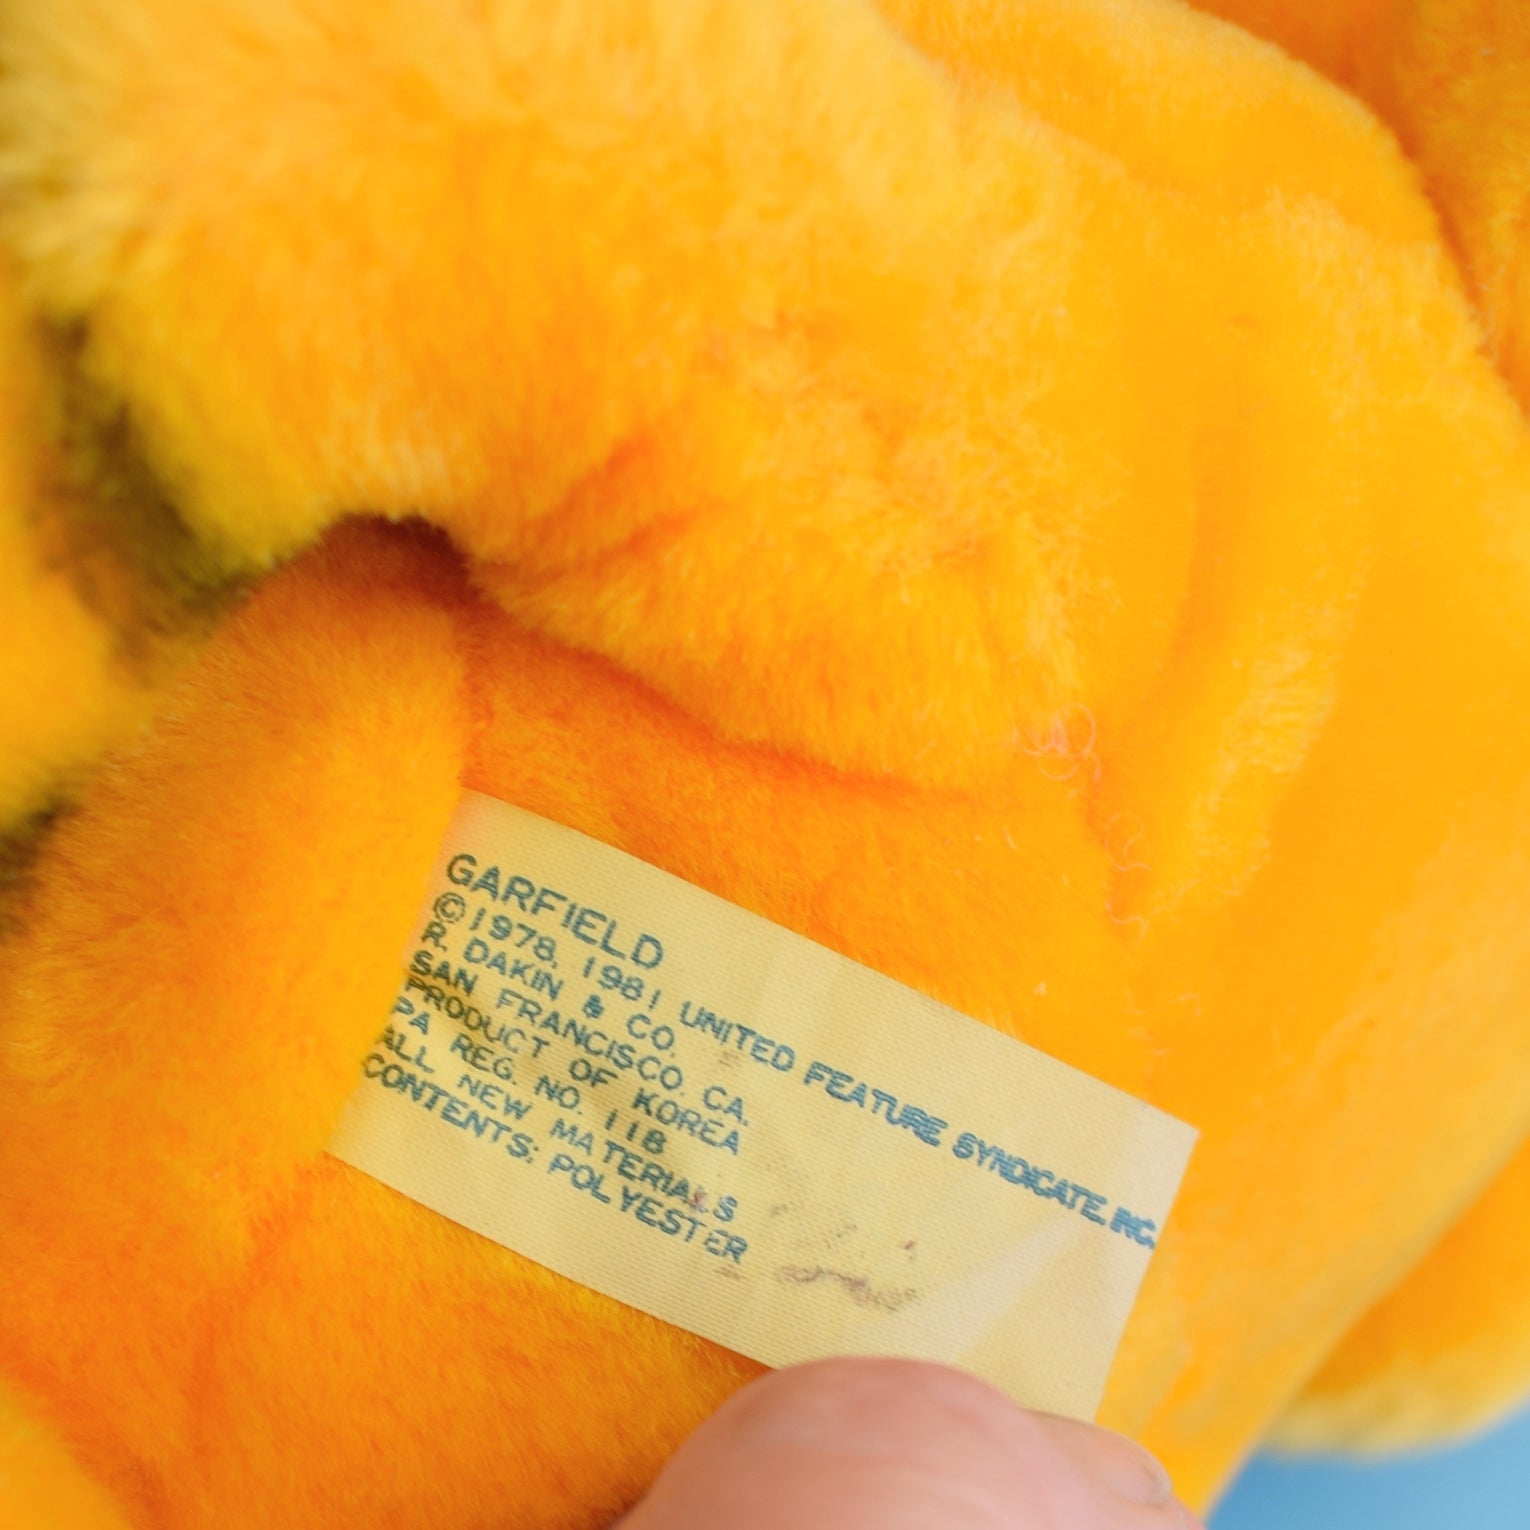 GARFIELD
© 1978, 1981 UNITED FEATURE SYNDICATE, INC.
R. DAKIN & CO.
SAN FRANCISCO, CA.
PRODUCT OF KOREA
PA REG. NO. 118
ALL NEW MATERIALS
CONTENTS: POLYESTER